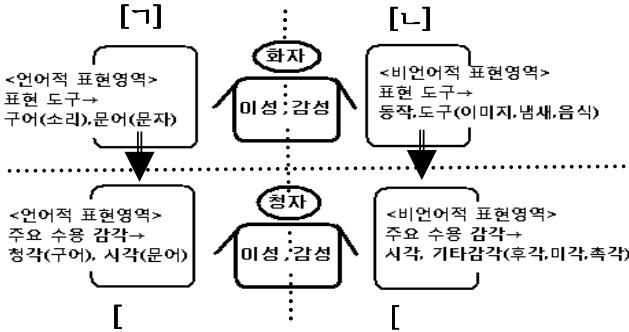 [ㄱ] [ㄴ]
화자
<언어적 표현영역>
표현 도구→
구어(소리),문어(문자)
이성 감성
<비언어적 표현영역>
표현 도구→
동작,도구(이미지,냄새,음식)
청자
<언어적 표현영역>
주요 수용 감각→
청각(구어), 시각(문어)
이성 감성
<비언어적 표현영역>
주요 수용 감각→
시각, 기타감각(후각,미각,촉각)
[ [